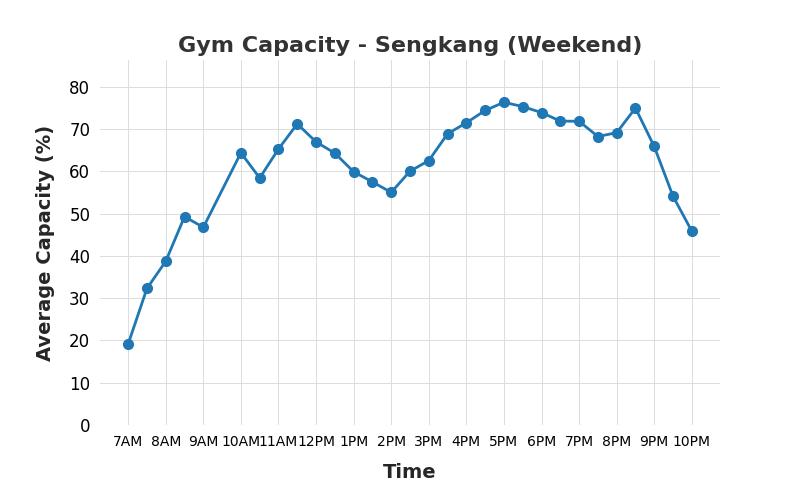 Gym Capacity - Sengkang (Weekend)
Average Capacity (%)
80
70
60
50
40
30
20
10
0
7AM 8AM 9AM 10AM 11AM 12PM 1PM 2PM 3PM 4PM 5PM 6PM 7PM 8PM 9PM 10PM
Time